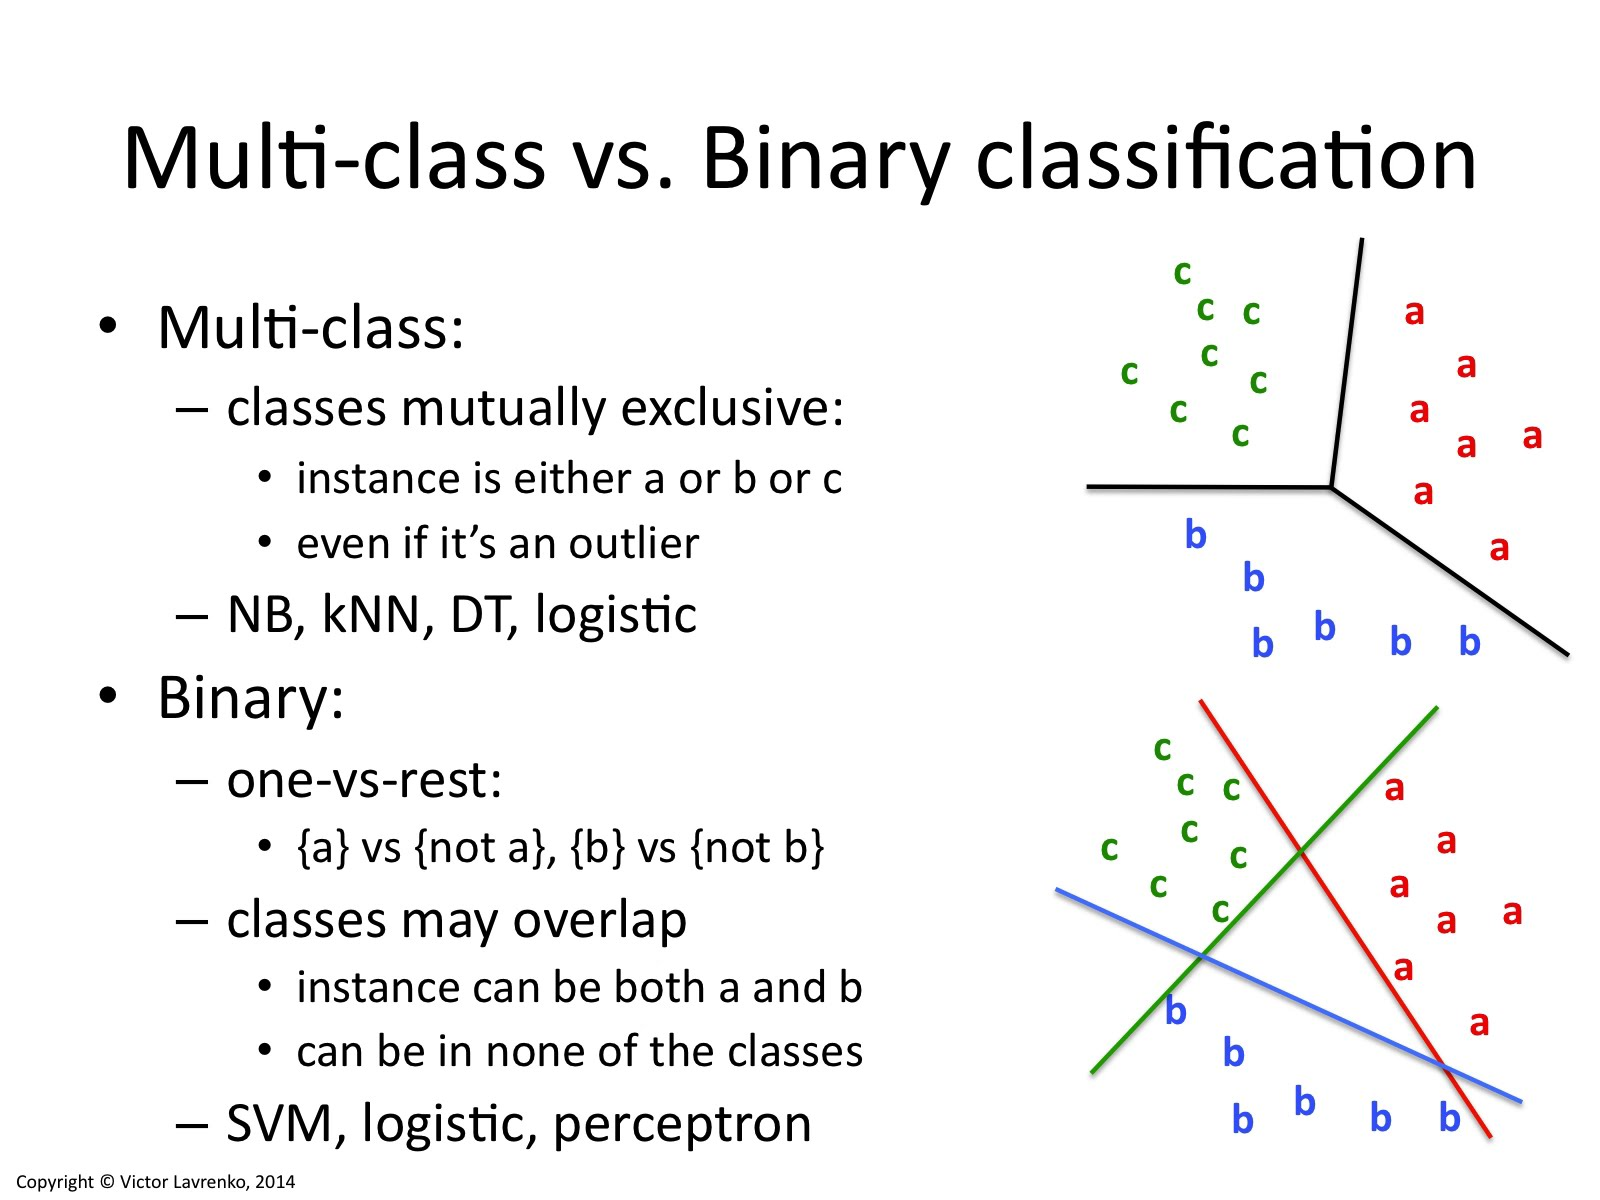 Multi-class vs. Binary classification
• Multi-class:
– classes mutually exclusive:
• instance is either a or b or c
• even if it's an outlier
– NB, kNN, DT, logistic
• Binary:
– one-vs-rest:
• {a} vs {not a}, {b} vs {not b}
– classes may overlap
• instance can be both a and b
• can be in none of the classes
– SVM, logistic, perceptron
c
c c a
c a
c c
c a
c a a
a
b a
b
b
b b b
c
c c a
c a
c c
c a
c a a
a
b a
b
b
b b b
Copyright © Victor Lavrenko, 2014